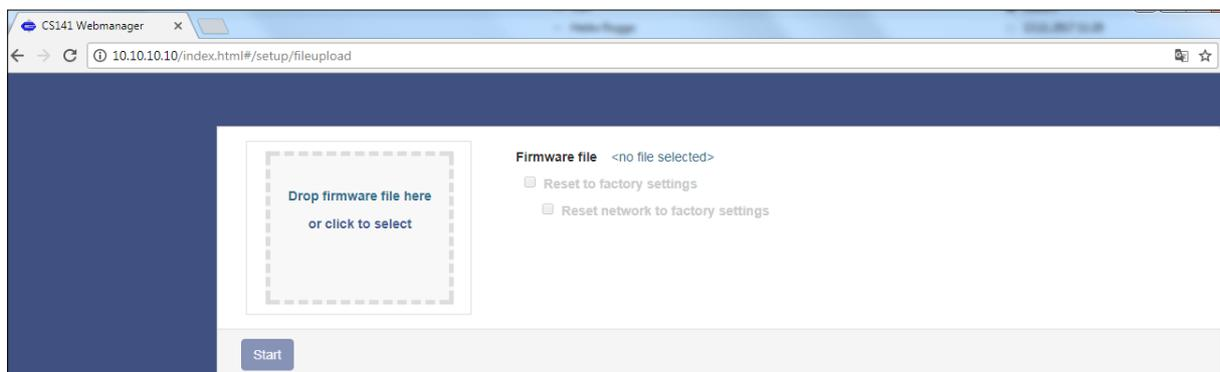 CS141 Webmanager
10.10.10.10/index.html#/setup/fileupload
Drop firmware file here
or click to select
Firmware file <no file selected>
Reset to factory settings
Reset network to factory settings
Start